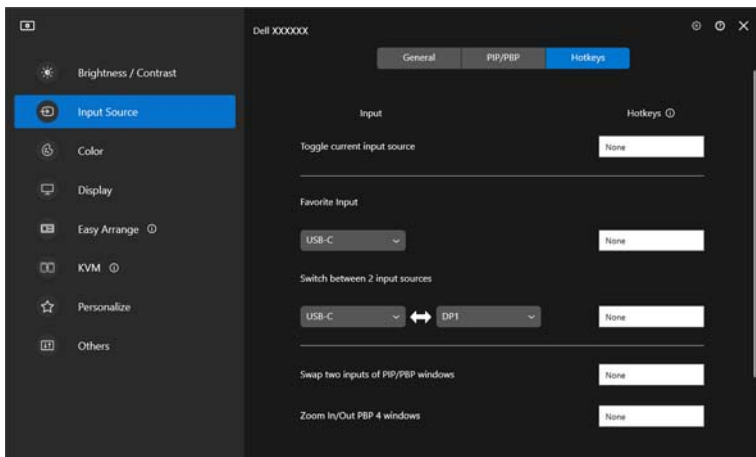 Dell XXXXXX
General PIP/PBP Hotkeys
Brightness / Contrast
Input Source
Color
Display
Easy Arrange
KVM
Personalize
Others
Input Hotkeys
Toggle current input source None
Favorite Input
USB-C None
Switch between 2 input sources
USB-C DP1 None
Swap two inputs of PIP/PBP windows None
Zoom In/Out PBP 4 windows None